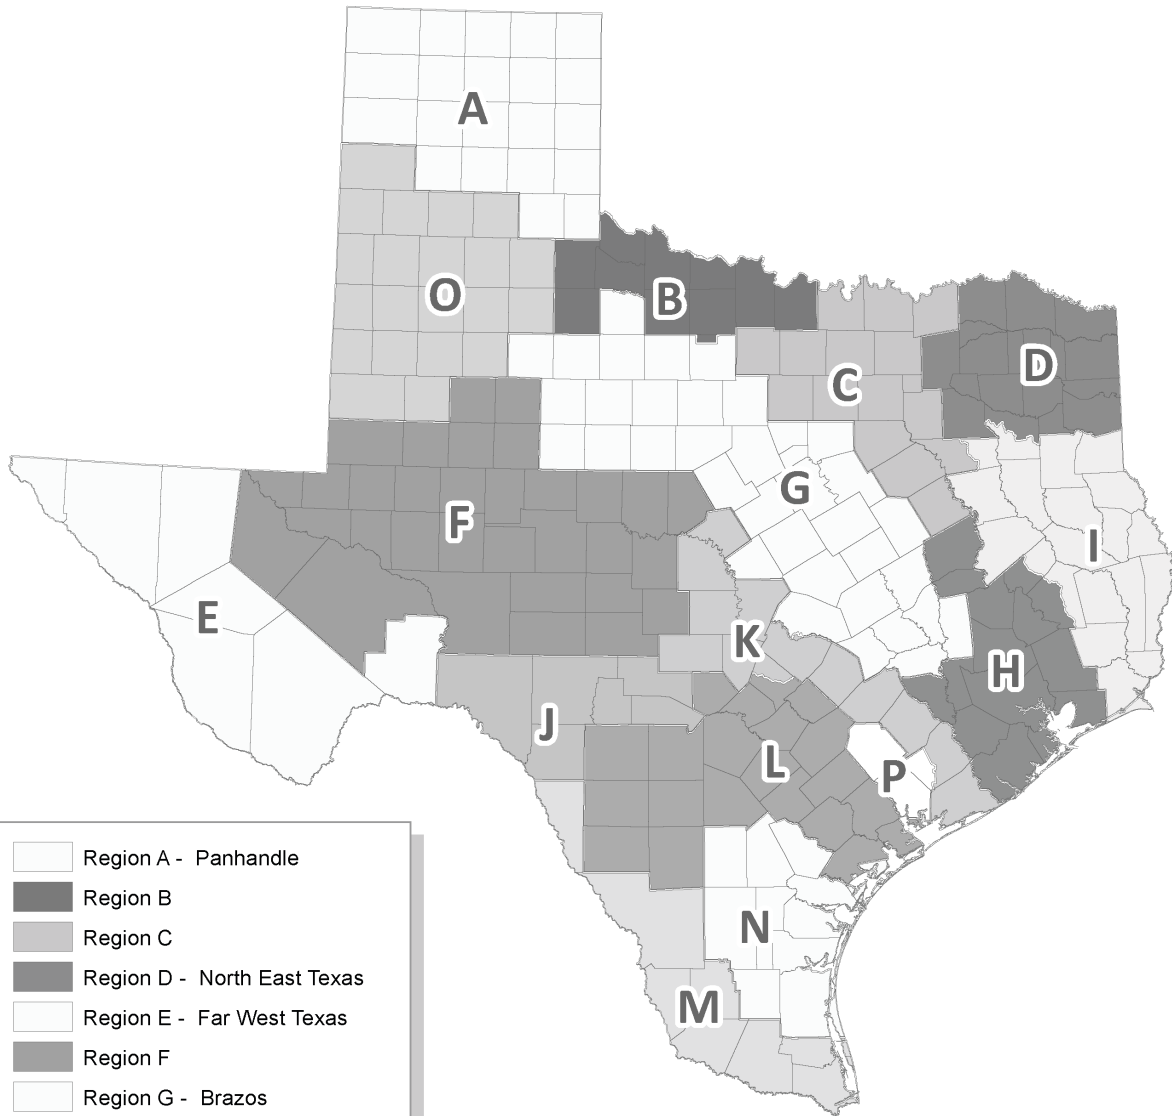 A
O
B
C
D
G
F
I
E
K
H
J
L
P
N
M
Region A - Panhandle
Region B
Region C
Region D - North East Texas
Region E - Far West Texas
Region F
Region G - Brazos